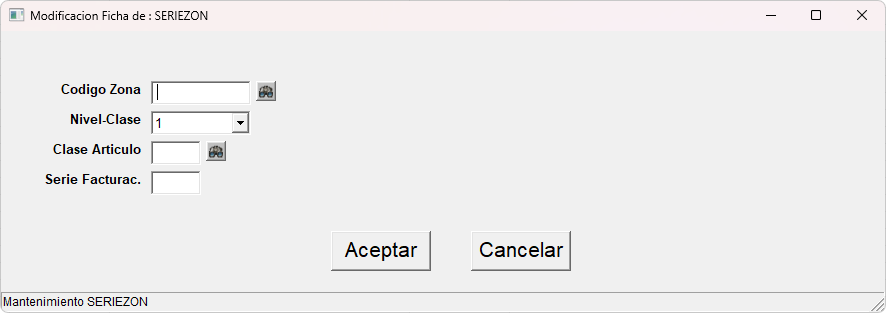 Modificacion Ficha de : SERIEZON
Codigo Zona
Nivel-Clase 1
Clase Articulo
Serie Facturac.
Aceptar Cancelar
Mantenimiento SERIEZON